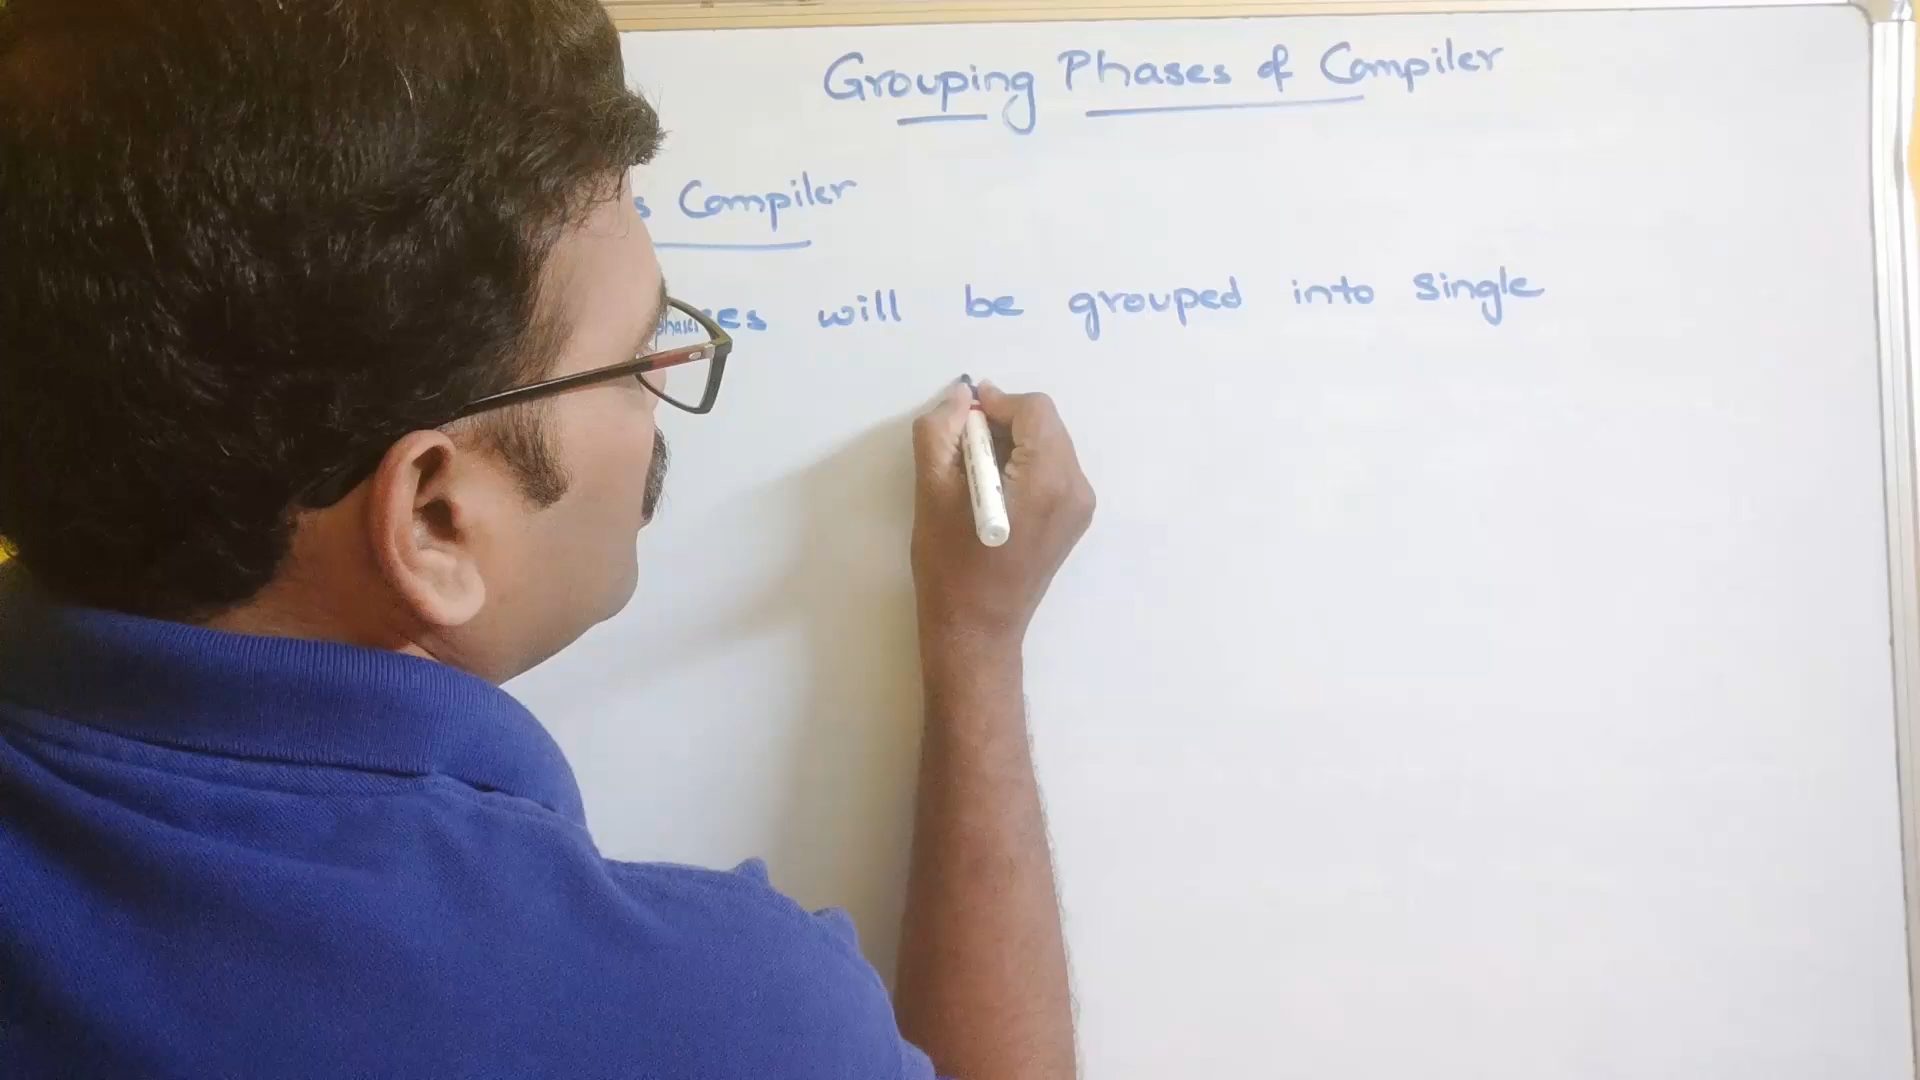 Grouping Phases of Compiler
s Compiler
phases will be grouped into single